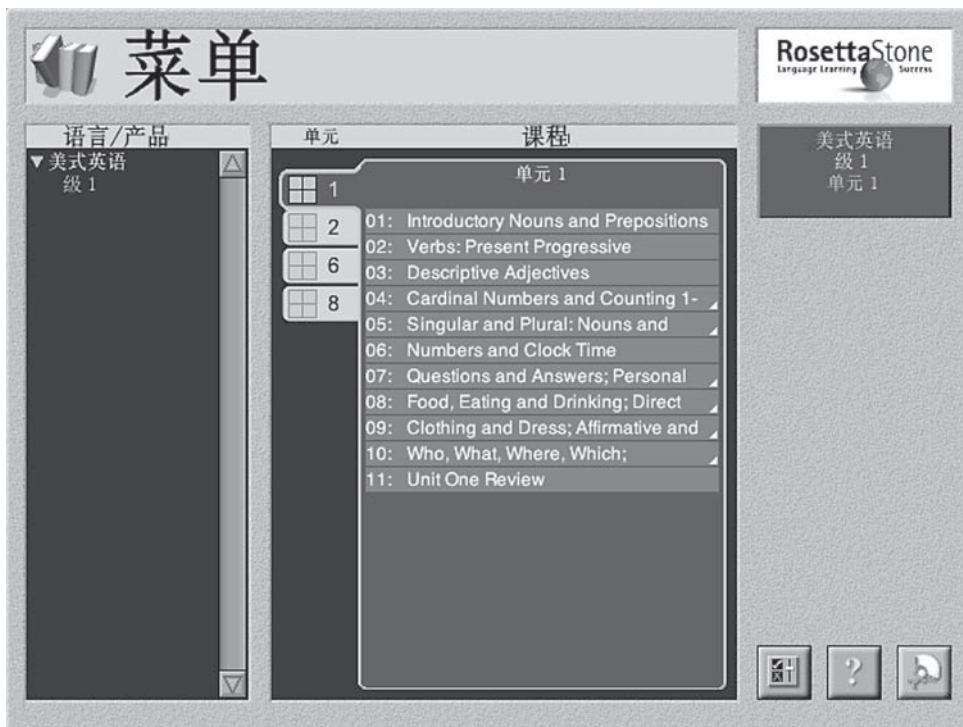 菜单
RosettaStone
Language Learning Success
语言/产品
美式英语
级 1
单元
课程
1
2
6
8
单元 1
01: Introductory Nouns and Prepositions
02: Verbs: Present Progressive
03: Descriptive Adjectives
04: Cardinal Numbers and Counting 1-
05: Singular and Plural: Nouns and
06: Numbers and Clock Time
07: Questions and Answers; Personal
08: Food, Eating and Drinking; Direct
09: Clothing and Dress; Affirmative and
10: Who, What, Where, Which;
11: Unit One Review
美式英语
级 1
单元 1
?